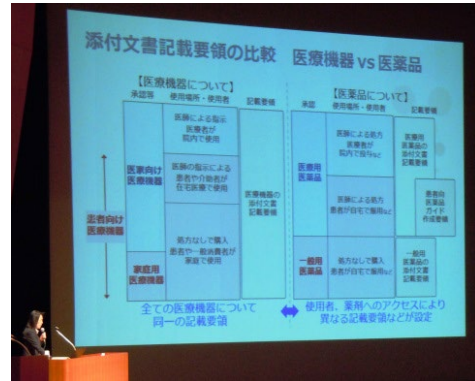 添付文書記載要領の比較 医療機器 vs 医薬品
【医療機器について】
承認等 使用場所・使用者 記載要領
患者向け
医療機器
医家向け
医療機器
家庭用
医療機器
医師による指示
医療者が
院内で使用
医師の指示による
患者や介助者が
在宅医療で使用
処方なしで購入
患者や一般消費者が
家庭で使用
医療機器の
添付文書
記載要領
全ての医療機器について
同一の記載要領
【医薬品について】
承認 使用場所・使用者 記載要領
医療用
医薬品
一般用
医薬品
医師による処方
医療者が
院内で投与など
医師による処方
患者が自宅で服用など
処方なしで購入
患者が自宅で服用など
医療用
医薬品の
添付文書
記載要領
患者向
医薬品
ガイド
作成要領
一般用
医薬品の
添付文書
記載要領
使用者、薬剤へのアクセスにより
異なる記載要領などが設定